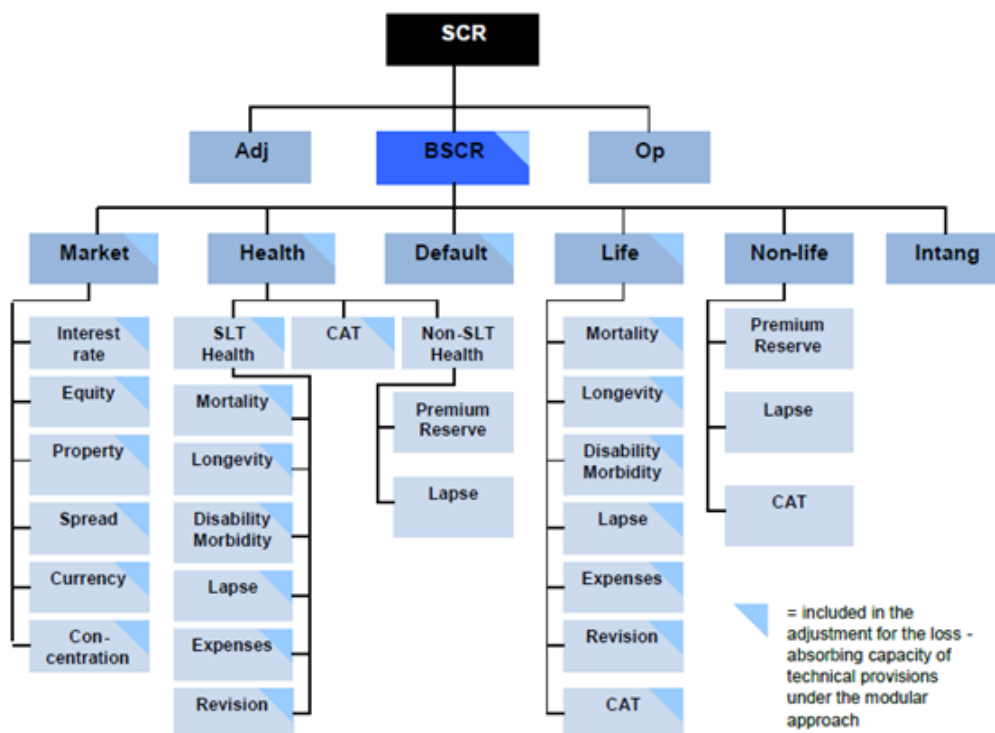 SCR
Adj
BSCR
Op
Market
Health
Default
Life
Non-life
Intang
Interest
rate
Equity
Property
Spread
Currency
Con-
centration
SLT
Health
CAT
Non-SLT
Health
Mortality
Longevity
Disability
Morbidity
Lapse
Expenses
Revision
Premium
Reserve
Lapse
Mortality
Longevity
Disability
Morbidity
Lapse
Expenses
Revision
CAT
Premium
Reserve
Lapse
CAT
= included in the
adjustment for the loss -
absorbing capacity of
technical provisions
under the modular
approach